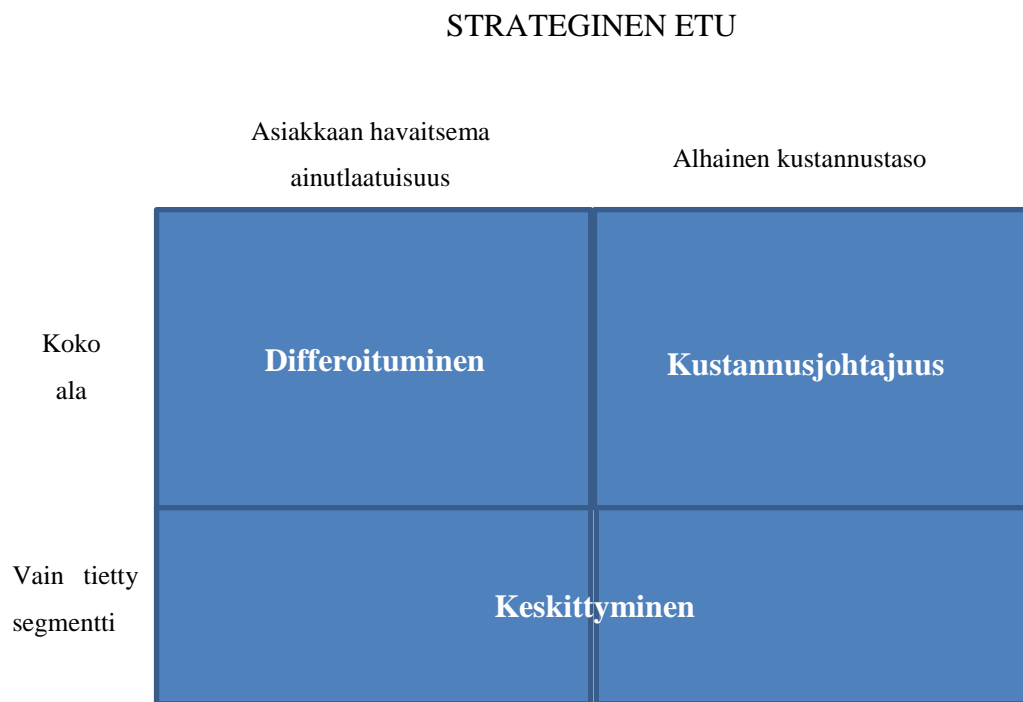 STRATEGINEN ETU
Asiakkaan havaitsema
ainutlaatuisuus
Alhainen kustannustaso
Koko
ala
Differoituminen
Kustannusjohtajuus
Vain tietty
segmentti
Keskittyminen